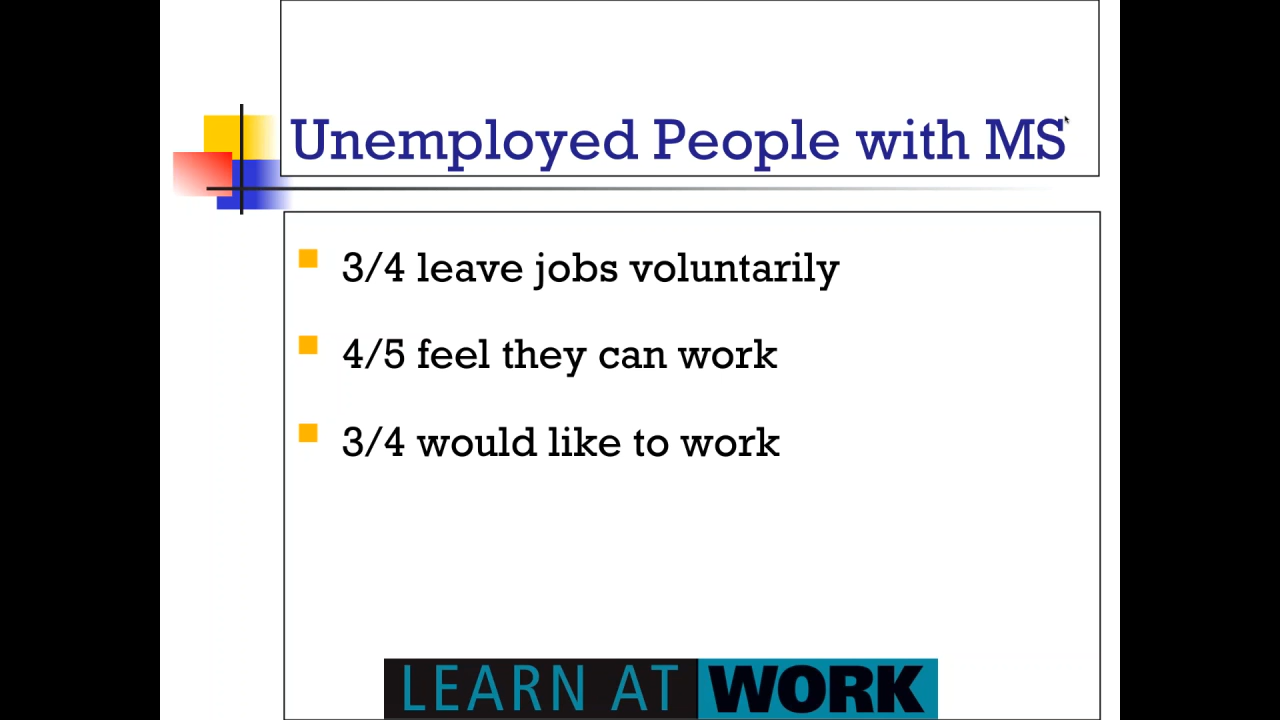 Unemployed People with MS
3/4 leave jobs voluntarily
4/5 feel they can work
3/4 would like to work
LEARN AT WORK